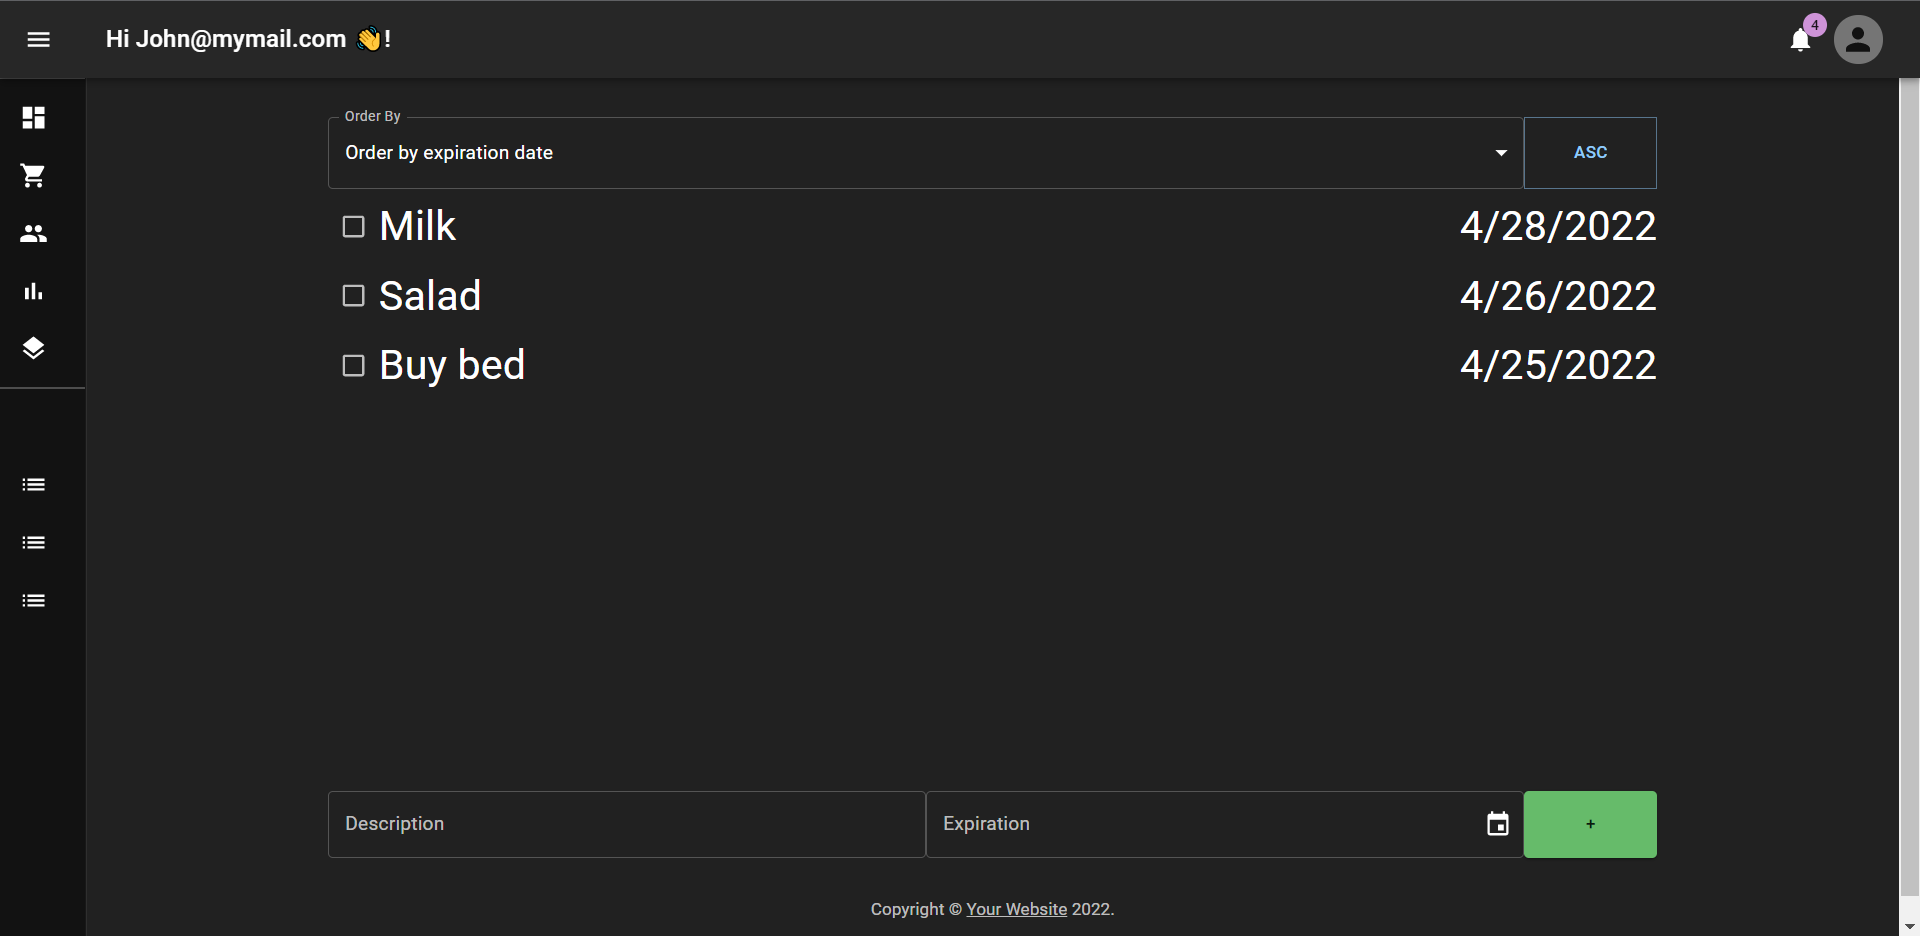 Hi John@mymail.com 👋!
4
Order By
Order by expiration date
ASC
Milk 4/28/2022
Salad 4/26/2022
Buy bed 4/25/2022
Description
Expiration
+
Copyright © Your Website 2022.